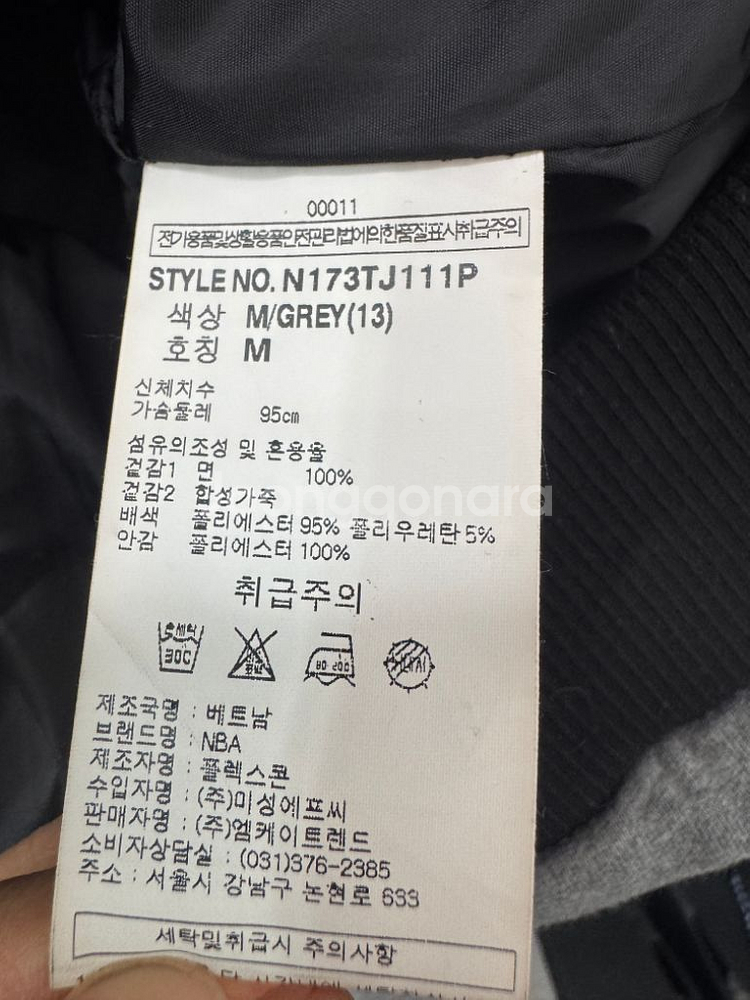 00011
전기용품및생활용품안전관리법에의한품질표시취급주의
STYLE NO. N173TJ111P
색상 M/GREY(13)
호칭 M
신체치수
가슴둘레 95cm
섬유의조성 및 혼용율
겉감1 면 100%
겉감2 합성가죽
배색 폴리에스터 95% 폴리우레탄 5%
안감 폴리에스터 100%
취급주의
30C
80-200
제조국명 : 베트남
브랜드명 : NBA
제조자명 : 플렉스콘
수입자명 : (주)미성에프씨
판매자명 : (주)엠케이트렌드
소비자상담실 : (031)376-2385
주소 : 서울시 강남구 논현로 633
세탁및취급시 주의사항